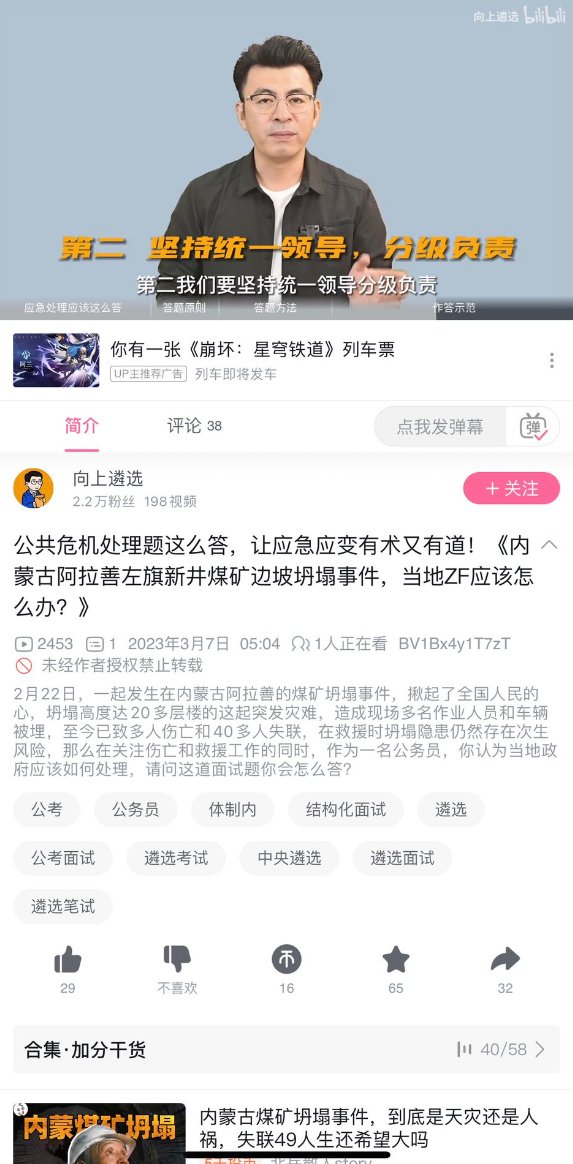 向上遴选 bilibili
第二 坚持统一领导，分级负责
第二我们要坚持统一领导分级负责
应急处理应该这么答 答题原则 答题方法 作答示范
阿兰
你有一张《崩坏：星穹铁道》列车票
UP主推荐广告 列车即将发车
简介 评论 38 点我发弹幕 弹
向上遴选
2.2万粉丝 198视频
+ 关注
公共危机处理题这么答，让应急应变有术又有道！《内
蒙古阿拉善左旗新井煤矿边坡坍塌事件，当地ZF应该怎
么办？》
2453 1 2023年3月7日 05:04 1人正在看 BV1Bx4y1T7zT
未经作者授权禁止转载
2月22日，一起发生在内蒙古阿拉善的煤矿坍塌事件，揪起了全国人民的
心，坍塌高度达20多层楼的这起突发灾难，造成现场多名作业人员和车辆
被埋，至今已致多人伤亡和40多人失联，在救援时坍塌隐患仍然存在次生
风险，那么在关注伤亡和救援工作的同时，作为一名公务员，你认为当地政
府应该如何处理，请问这道面试题你会怎么答？
公考 公务员 体制内 结构化面试 遴选
公考面试 遴选考试 中央遴选 遴选面试
遴选笔试
29 不喜欢 16 65 32
合集·加分干货 40/58
内蒙煤矿坍塌
内蒙古煤矿坍塌事件，到底是天灾还是人
祸，失联49人生还希望大吗